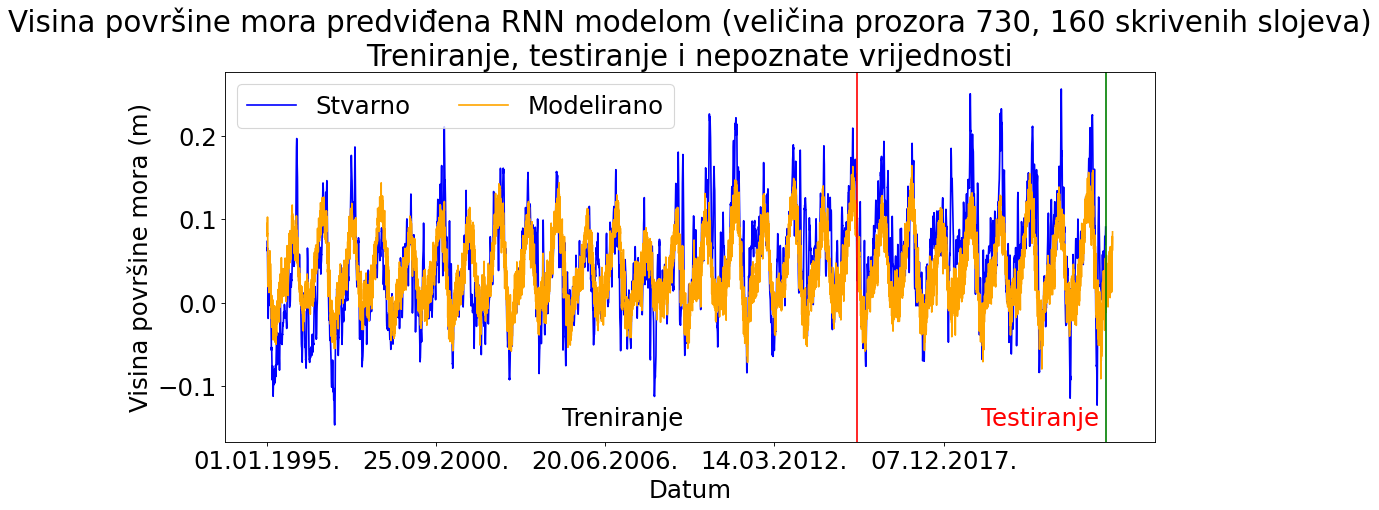 Visina površine mora predviđena RNN modelom (veličina prozora 730, 160 skrivenih slojeva)
Treniranje, testiranje i nepoznate vrijednosti
Stvarno Modelirano
Visina površine mora (m)
0.2
0.1
0.0
−0.1
Treniranje Testiranje
01.01.1995. 25.09.2000. 20.06.2006. 14.03.2012. 07.12.2017.
Datum